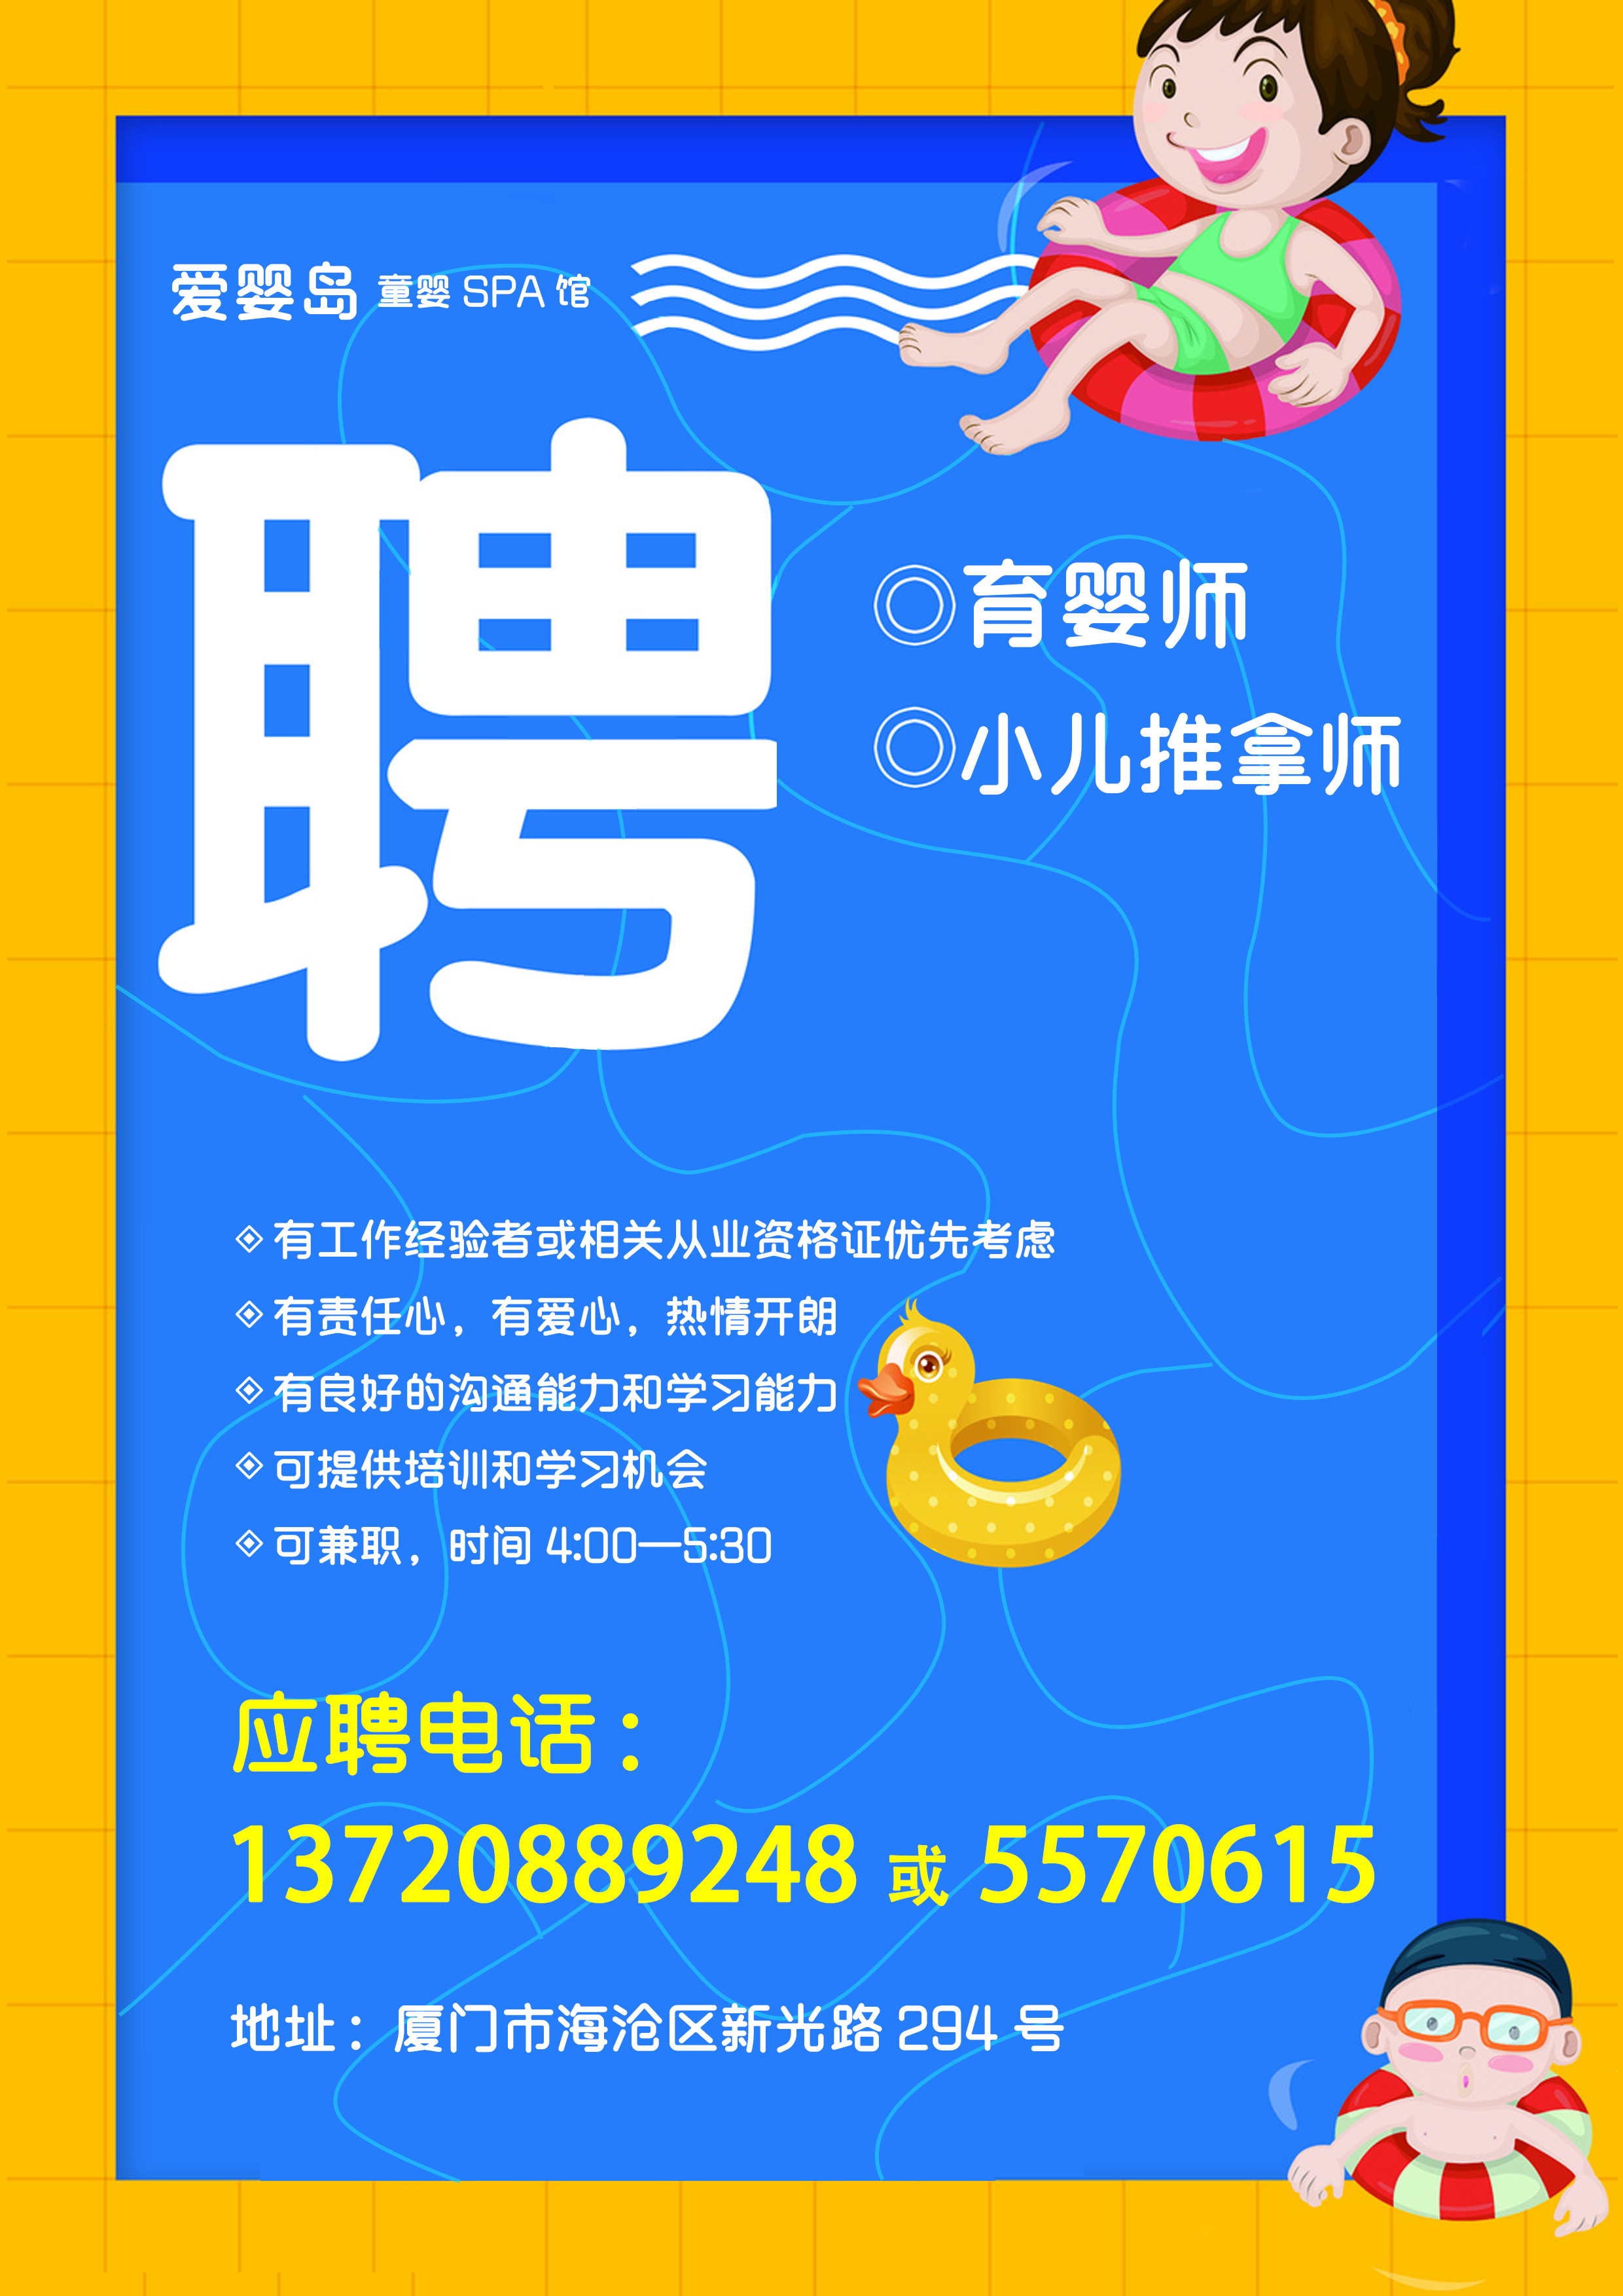 爱婴岛 童婴 SPA 馆
聘
◎育婴师
◎小儿推拿师
◈ 有工作经验者或相关从业资格证优先考虑
◈ 有责任心，有爱心，热情开朗
◈ 有良好的沟通能力和学习能力
◈ 可提供培训和学习机会
◈ 可兼职，时间 4:00—5:30
应聘电话：
13720889248 或 5570615
地址：厦门市海沧区新光路 294 号